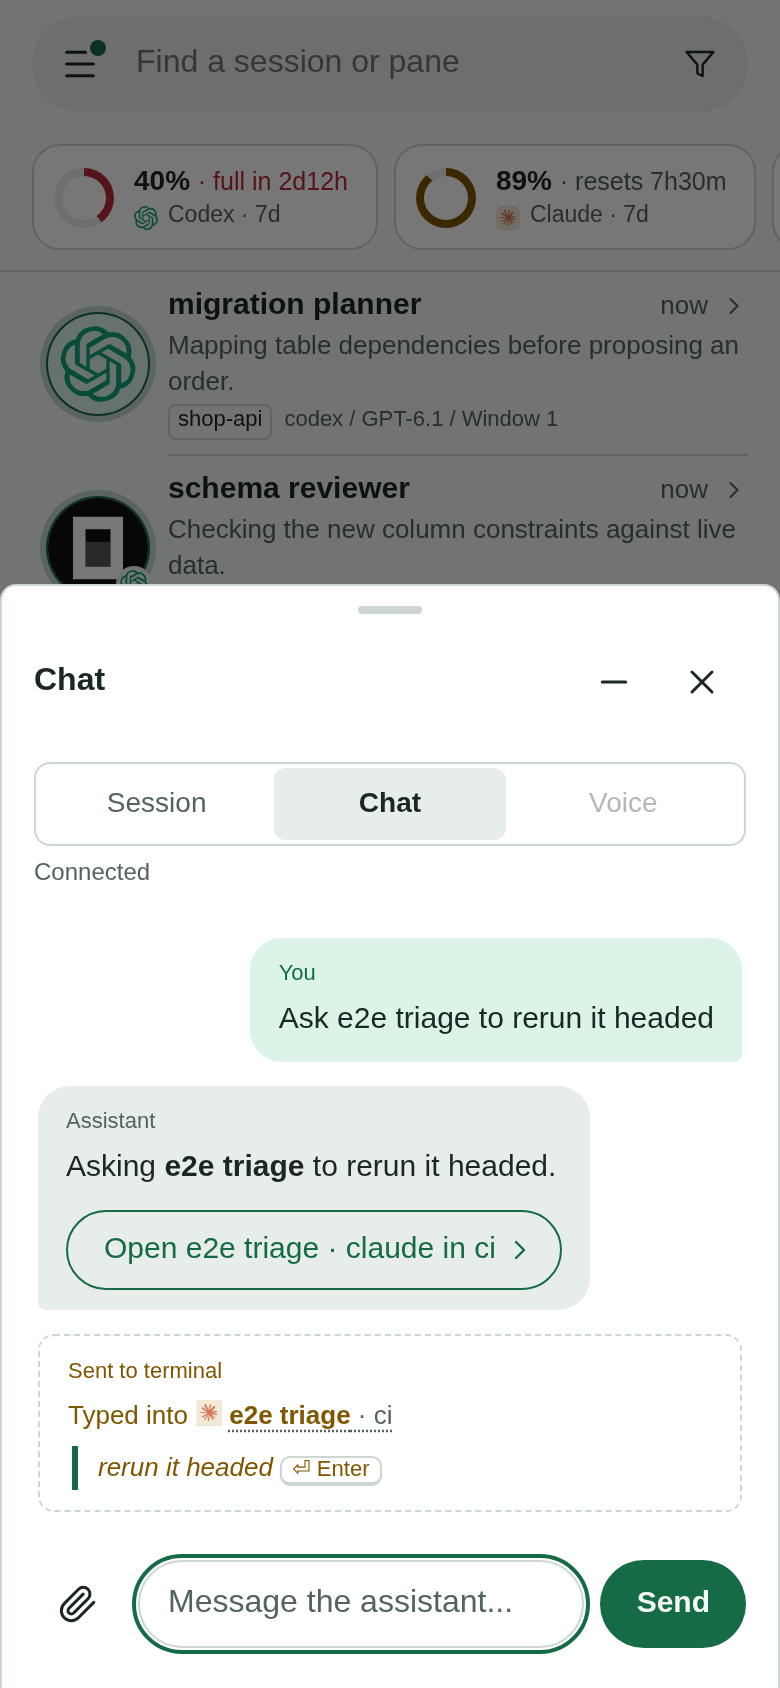 Find a session or pane
40% · full in 2d12h
Codex · 7d
89% · resets 7h30m
Claude · 7d
migration planner
now
Mapping table dependencies before proposing an
order.
shop-api codex / GPT-6.1 / Window 1
schema reviewer
now
Checking the new column constraints against live
data.
Chat
Session
Chat
Voice
Connected
You
Ask e2e triage to rerun it headed
Assistant
Asking e2e triage to rerun it headed.
Open e2e triage · claude in ci
Sent to terminal
Typed into e2e triage · ci
rerun it headed ⏎ Enter
Message the assistant...
Send